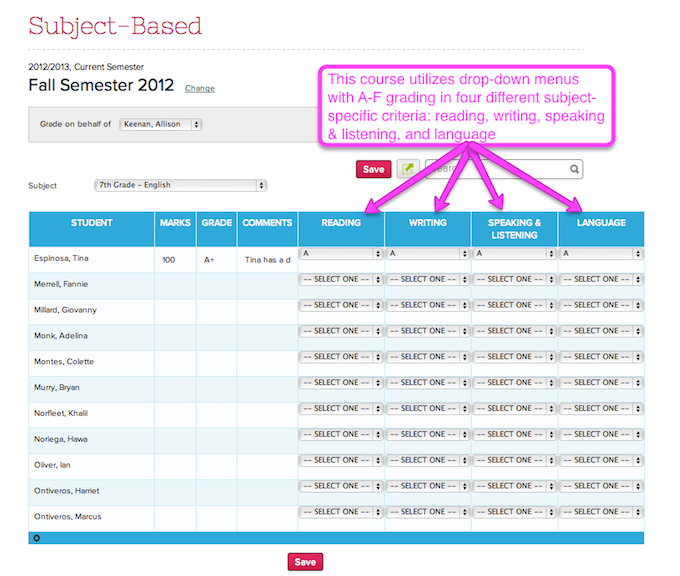 Subject-Based
2012/2013, Current Semester
Fall Semester 2012 Change
This course utilizes drop-down menus
with A-F grading in four different subject-
specific criteria: reading, writing, speaking
& listening, and language
Grade on behalf of Keenan, Allison
Save
Subject 7th Grade - English
STUDENT MARKS GRADE COMMENTS READING WRITING SPEAKING & LISTENING LANGUAGE
Espinosa, Tina 100 A+ Tina has a d A A A A
Merrell, Fannie -- SELECT ONE -- -- SELECT ONE -- -- SELECT ONE -- -- SELECT ONE --
Millard, Giovanny -- SELECT ONE -- -- SELECT ONE -- -- SELECT ONE -- -- SELECT ONE --
Monk, Adelina -- SELECT ONE -- -- SELECT ONE -- -- SELECT ONE -- -- SELECT ONE --
Montes, Colette -- SELECT ONE -- -- SELECT ONE -- -- SELECT ONE -- -- SELECT ONE --
Murry, Bryan -- SELECT ONE -- -- SELECT ONE -- -- SELECT ONE -- -- SELECT ONE --
Norfleet, Khalil -- SELECT ONE -- -- SELECT ONE -- -- SELECT ONE -- -- SELECT ONE --
Noriega, Hawa -- SELECT ONE -- -- SELECT ONE -- -- SELECT ONE -- -- SELECT ONE --
Oliver, Ian -- SELECT ONE -- -- SELECT ONE -- -- SELECT ONE -- -- SELECT ONE --
Ontiveros, Harriet -- SELECT ONE -- -- SELECT ONE -- -- SELECT ONE -- -- SELECT ONE --
Ontiveros, Marcus -- SELECT ONE -- -- SELECT ONE -- -- SELECT ONE -- -- SELECT ONE --
Save